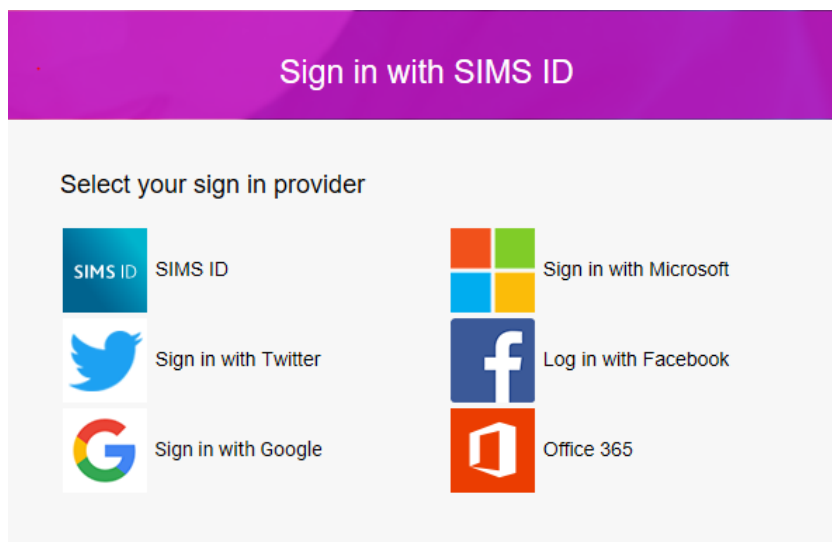 Sign in with SIMS ID
Select your sign in provider
SIMS ID SIMS ID
Sign in with Microsoft
Sign in with Twitter
Log in with Facebook
Sign in with Google
Office 365